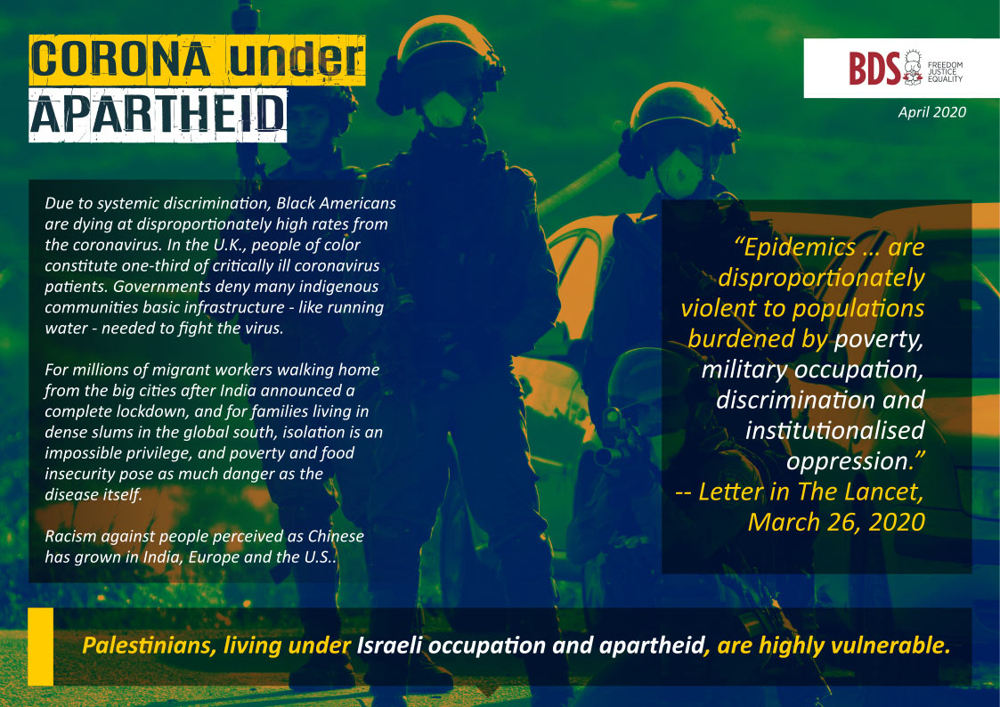 CORONA under
APARTHEID
BDS
FREEDOM
JUSTICE
EQUALITY
April 2020
Due to systemic discrimination, Black Americans
are dying at disproportionately high rates from
the coronavirus. In the U.K., people of color
constitute one-third of critically ill coronavirus
patients. Governments deny many indigenous
communities basic infrastructure - like running
water - needed to fight the virus.
For millions of migrant workers walking home
from the big cities after India announced a
complete lockdown, and for families living in
dense slums in the global south, isolation is an
impossible privilege, and poverty and food
insecurity pose as much danger as the
disease itself.
Racism against people perceived as Chinese
has grown in India, Europe and the U.S..
“Epidemics ... are
disproportionately
violent to populations
burdened by poverty,
military occupation,
discrimination and
institutionalised
oppression.”
-- Letter in The Lancet,
March 26, 2020
Palestinians, living under Israeli occupation and apartheid, are highly vulnerable.